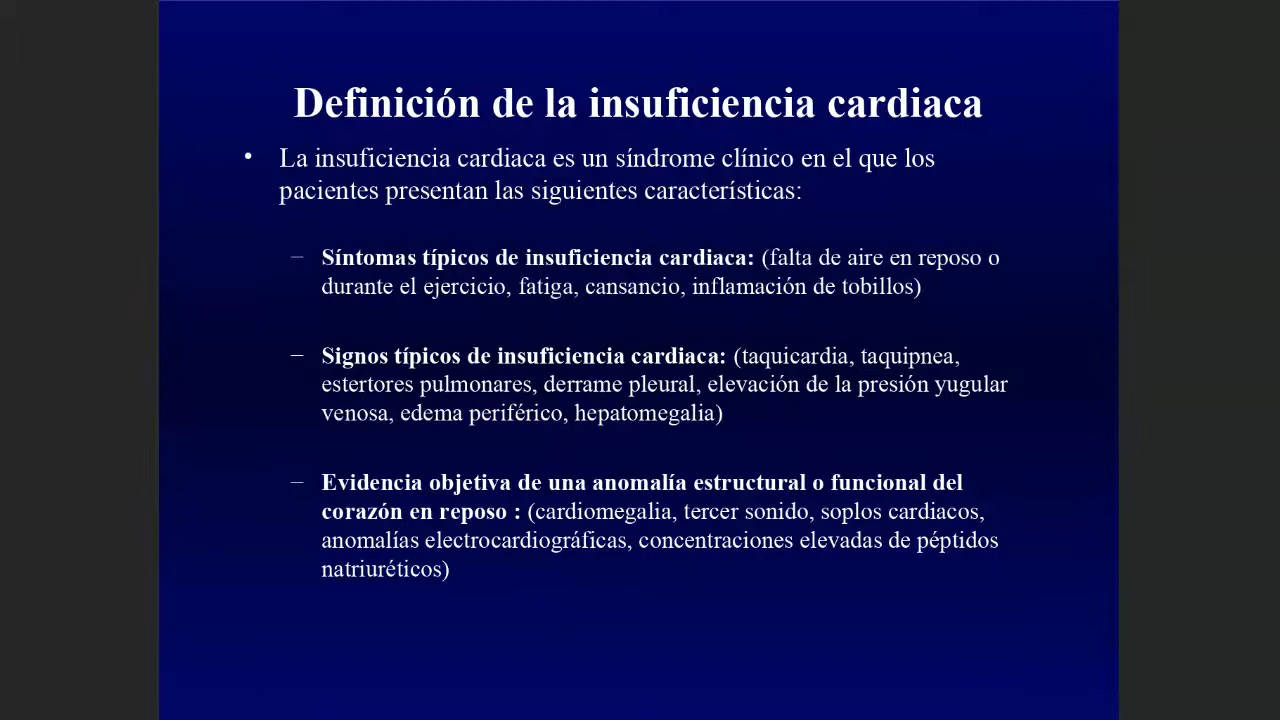 Definición de la insuficiencia cardiaca
• La insuficiencia cardiaca es un síndrome clínico en el que los
pacientes presentan las siguientes características:
– Síntomas típicos de insuficiencia cardiaca: (falta de aire en reposo o
durante el ejercicio, fatiga, cansancio, inflamación de tobillos)
– Signos típicos de insuficiencia cardiaca: (taquicardia, taquipnea,
estertores pulmonares, derrame pleural, elevación de la presión yugular
venosa, edema periférico, hepatomegalia)
– Evidencia objetiva de una anomalía estructural o funcional del
corazón en reposo : (cardiomegalia, tercer sonido, soplos cardiacos,
anomalías electrocardiográficas, concentraciones elevadas de péptidos
natriuréticos)